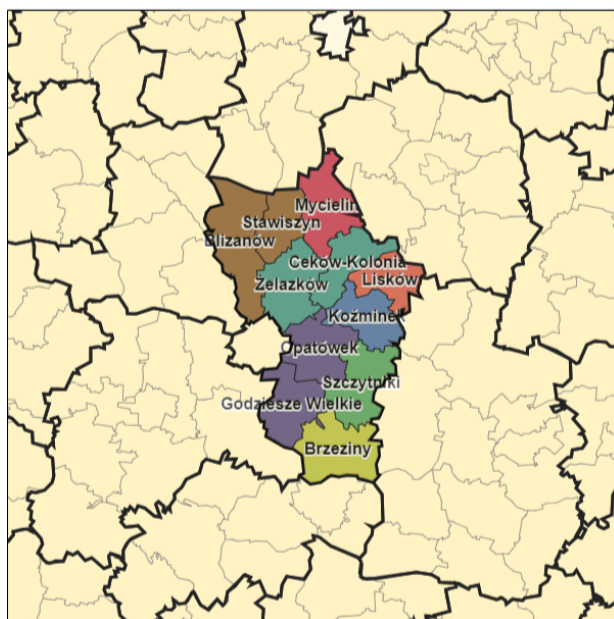 Mycielin
Stawiszyn
Blizanów
Ceków-Kolonia
Lisków
Żelazków
Koźminek
Opatówek
Szczytniki
Godziesze Wielkie
Brzeziny